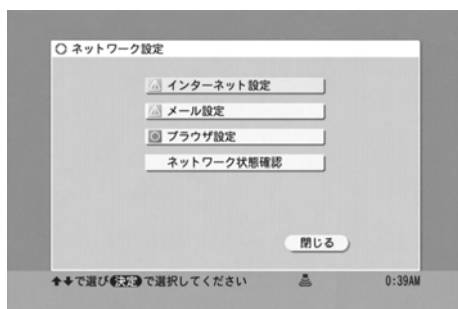 ネットワーク設定
インターネット設定
メール設定
ブラウザ設定
ネットワーク状態確認
閉じる
で選び決定で選択してください
0:39AM